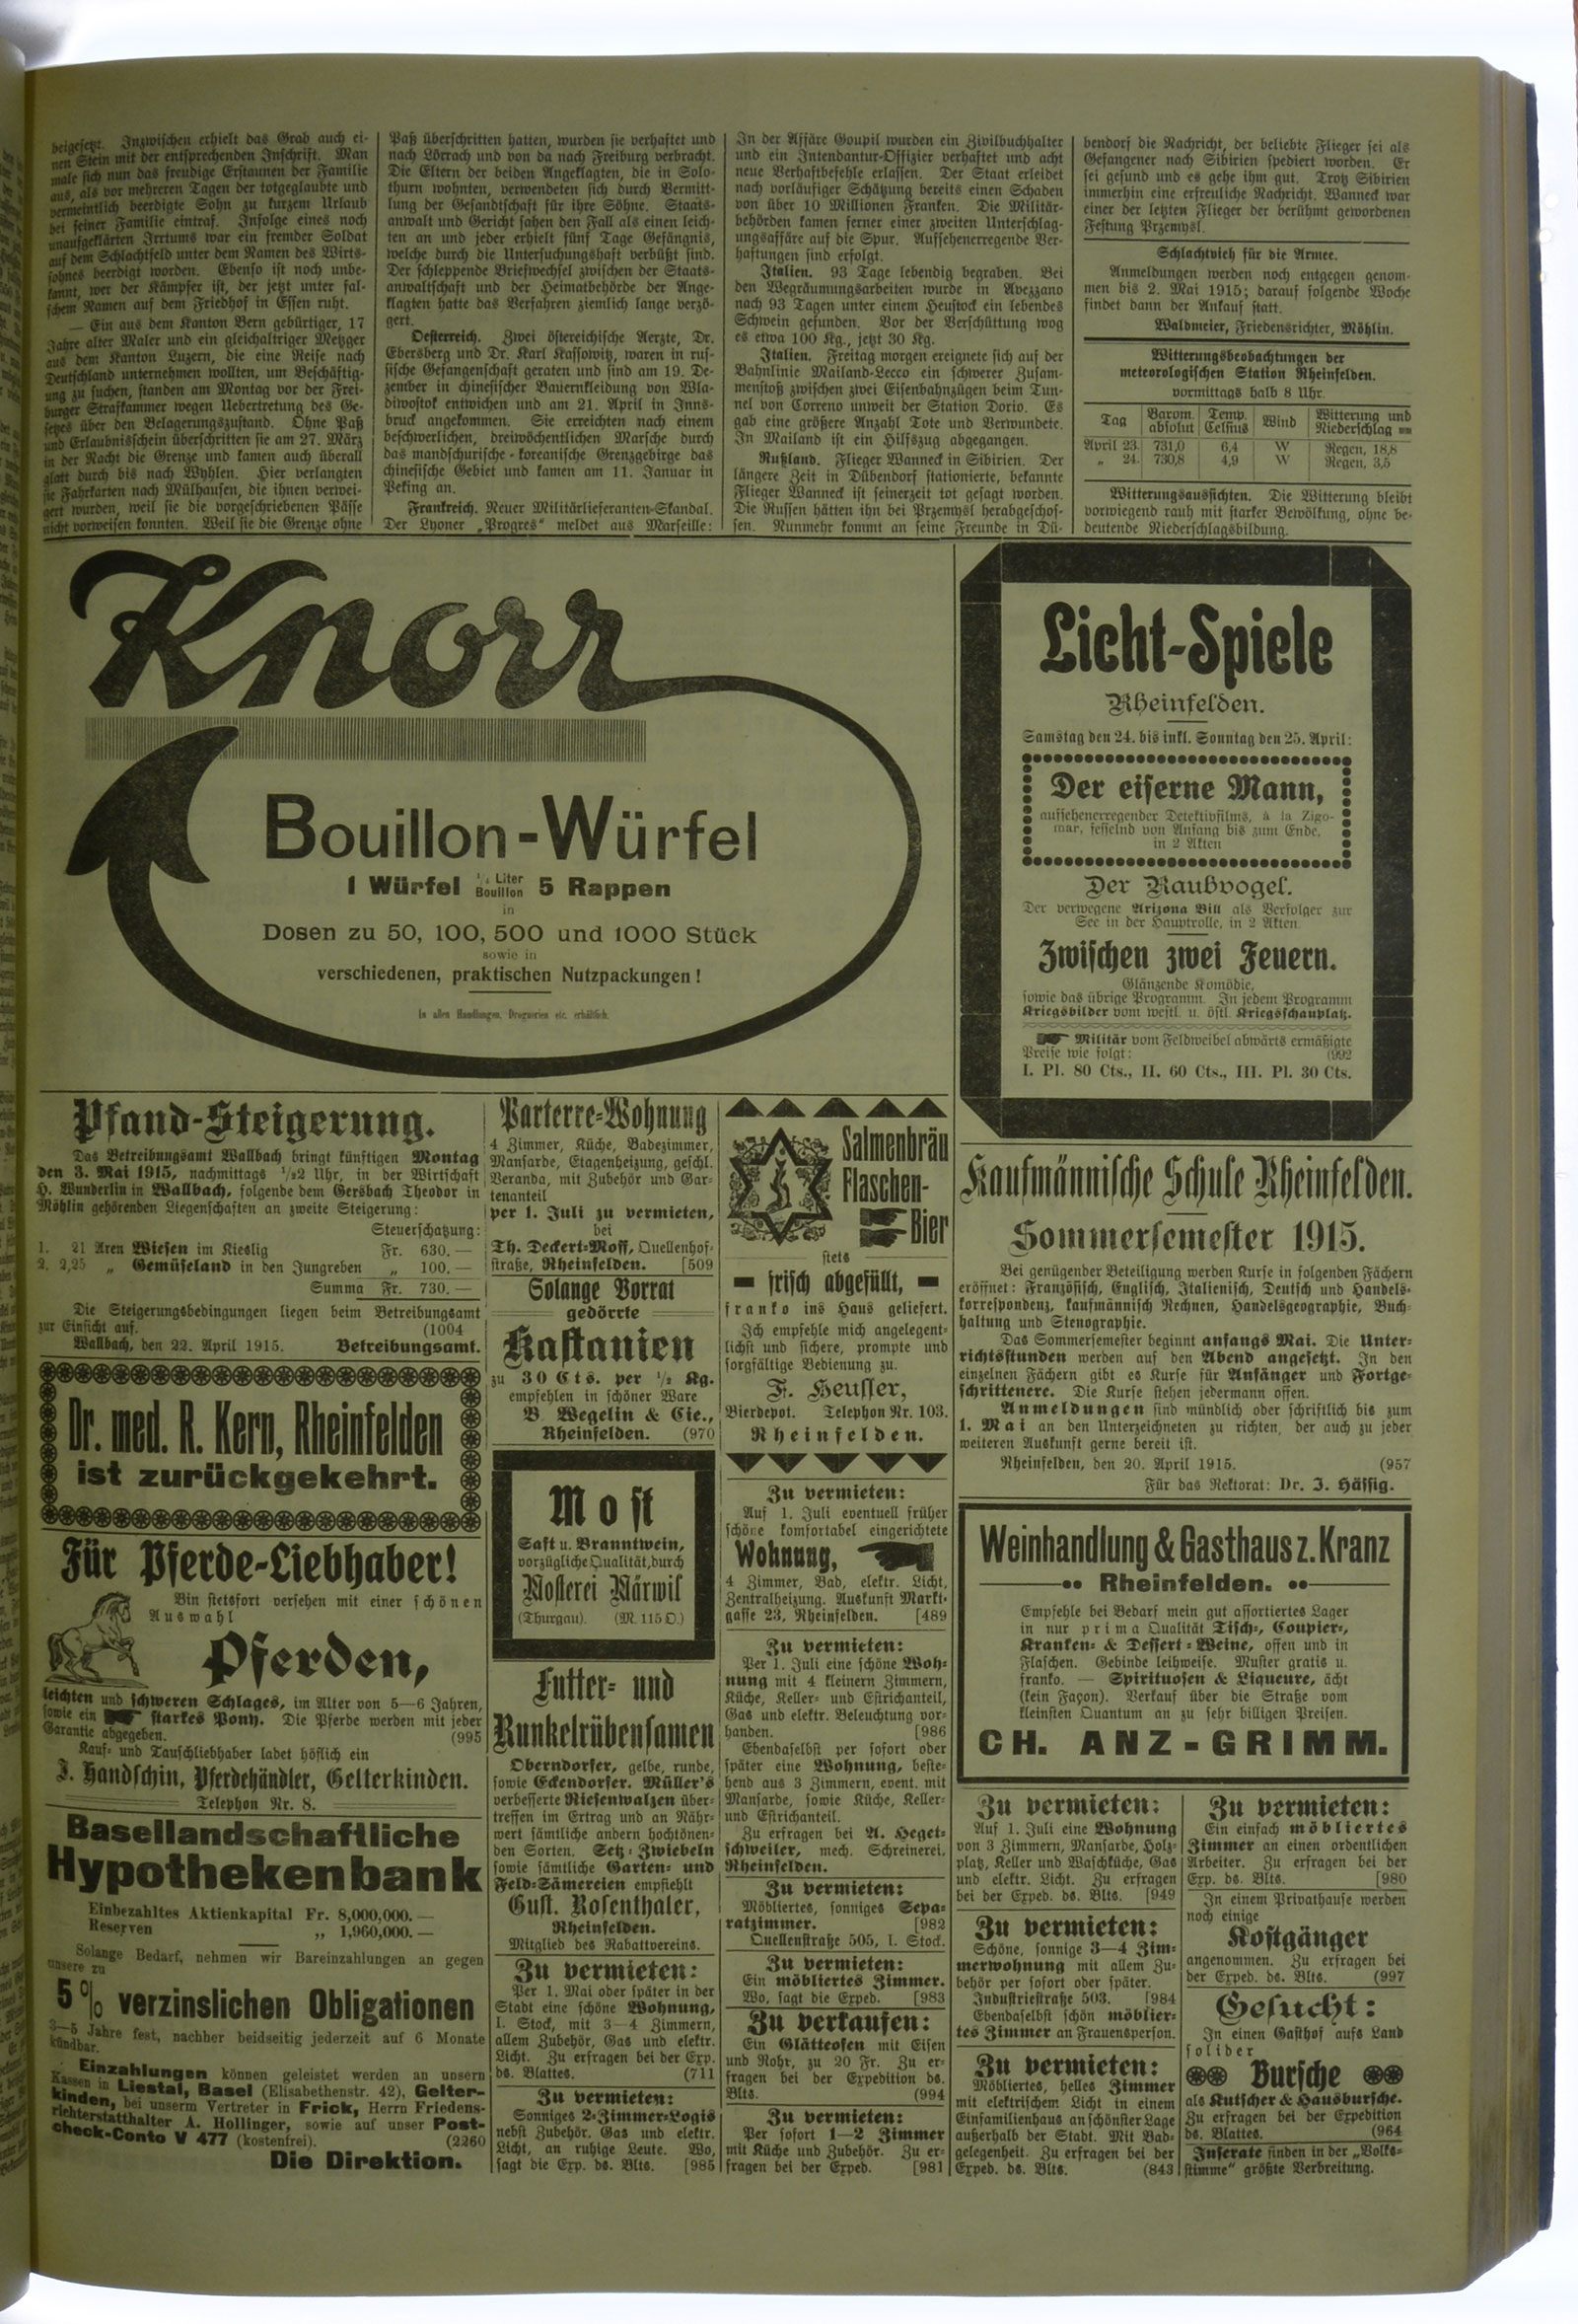 beigesetzt. Inzwischen erhielt das Grab auch ei-
nen Stein mit der entsprechenden Inschrift. Man
male sich nun das freudige Erstaunen der Familie
aus, als vor mehreren Tagen der totgeglaubte und
vermeintlich beerdigte Sohn zu kurzem Urlaub
bei seiner Familie eintraf. Infolge eines noch
unaufgeklärten Irrtums war ein fremder Soldat
auf dem Schlachtfeld unter dem Namen des Wirts-
sohnes beerdigt worden. Ebenso ist noch unbe-
kannt, wer der Kämpfer ist, der jetzt unter fal-
schem Namen auf dem Friedhof in Essen ruht.
— Ein aus dem Kanton Bern gebürtiger, 17
Jahre alter Maler und ein gleichaltriger Metzger
aus dem Kanton Luzern, die eine Reise nach
Deutschland unternehmen wollten, um Beschäftig-
ung zu suchen, standen am Montag vor der Frei-
burger Strafkammer wegen Uebertretung des Ge-
setzes über den Belagerungszustand. Ohne Paß
und Erlaubnisschein überschritten sie am 27. März
in der Nacht die Grenze und kamen auch überall
glatt durch bis nach Wyhlen. Hier verlangten
sie Fahrkarten nach Mülhausen, die ihnen verwei-
gert wurden, weil sie die vorgeschriebenen Pässe
nicht vorweisen konnten. Weil sie die Grenze ohne
Paß überschritten hatten, wurden sie verhaftet und
nach Lörrach und von da nach Freiburg verbracht.
Die Eltern der beiden Angeklagten, die in Solo-
thurn wohnten, verwendeten sich durch Vermitt-
lung der Gesandtschaft für ihre Söhne. Staats-
anwalt und Gericht sahen den Fall als einen leich-
ten an und jeder erhielt fünf Tage Gefängnis,
welche durch die Untersuchungshaft verbüßt sind.
Der schleppende Briefwechsel zwischen der Staats-
anwaltschaft und der Heimatbehörde der Ange-
klagten hatte das Verfahren ziemlich lange verzö-
gert.
Oesterreich. Zwei östereichische Aerzte, Dr.
Ebersberg und Dr. Karl Kassowitz, waren in rus-
sische Gefangenschaft geraten und sind am 19. De-
zember in chinesischer Bauernkleidung von Wla-
diwostok entwichen und am 21. April in Inns-
bruck angekommen. Sie erreichten nach einem
beschwerlichen, dreiwöchentlichen Marsche durch
das mandschurische-koreanische Grenzgebirge das
chinesische Gebiet und kamen am 11. Januar in
Peking an.
Frankreich. Neuer Militärlieferanten-Skandal.
Der Lyoner „Progres“ meldet aus Marseille:
In der Affäre Goupil wurden ein Zivilbuchhalter
und ein Intendantur-Offizier verhaftet und acht
neue Verhaftbefehle erlassen. Der Staat erleidet
nach vorläufiger Schätzung bereits einen Schaden
von über 10 Millionen Franken. Die Militär-
behörden kamen ferner einer zweiten Unterschlag-
ungsaffäre auf die Spur. Aufsehenerregende Ver-
haftungen sind erfolgt.
Italien. 93 Tage lebendig begraben. Bei
den Wegräumungsarbeiten wurde in Avezzano
nach 93 Tagen unter einem Heustock ein lebendes
Schwein gefunden. Vor der Verschüttung wog
es etwa 100 Kg., jetzt 30 Kg.
Italien. Freitag morgen ereignete sich auf der
Bahnlinie Mailand-Lecco ein schwerer Zusam-
menstoß zwischen zwei Eisenbahnzügen beim Tun-
nel von Correno unweit der Station Dorio. Es
gab eine größere Anzahl Tote und Verwundete.
In Mailand ist ein Hilfszug abgegangen.
Rußland. Flieger Wanneck in Sibirien. Der
längere Zeit in Dübendorf stationierte, bekannte
Flieger Wanneck ist seinerzeit tot gesagt worden.
Die Russen hätten ihn bei Przemysl herabgeschos-
sen. Nunmehr kommt an seine Freunde in Dü-
bendorf die Nachricht, der beliebte Flieger sei als
Gefangener nach Sibirien spediert worden. Er
sei gesund und es gehe ihm gut. Trotz Sibirien
immerhin eine erfreuliche Nachricht. Wanneck war
einer der letzten Flieger der berühmt gewordenen
Festung Przemysl.
Schlachtvieh für die Armee.
Anmeldungen werden noch entgegen genom-
men bis 2. Mai 1915; darauf folgende Woche
findet dann der Ankauf statt.
Waldmeier, Friedensrichter, Möhlin.
Witterungsbeobachtungen der
meteorologischen Station Rheinfelden.
vormittags halb 8 Uhr.
Tag Barom. absolut Temp. Celsius Wind Witterung und Niederschlag mm
April 23. 731,0 6,4 W Regen, 18,8
„ 24. 730,8 4,9 W Regen, 3,5
Witterungsaussichten. Die Witterung bleibt
vorwiegend rauh mit starker Bewölkung, ohne be-
deutende Niederschlagsbildung.
Knorr
Bouillon-Würfel
1 Würfel ¼ Liter Bouillon 5 Rappen
in
Dosen zu 50, 100, 500 und 1000 Stück
sowie in
verschiedenen, praktischen Nutzpackungen!
In allen Handlungen, Droguerien etc. erhältlich.
Licht-Spiele
Rheinfelden.
Samstag den 24. bis inkl. Sonntag den 25. April:
Der eiserne Mann,
aufsehenerregender Detektivfilms, à la Zigo-
mar, fesselnd von Anfang bis zum Ende,
in 2 Akten
Der Raubvogel.
Der verwegene Arizona Bill als Verfolger zur
See in der Hauptrolle, in 2 Akten.
Zwischen zwei Feuern.
Glänzende Komödie,
sowie das übrige Programm. In jedem Programm
Kriegsbilder vom westl. u. östl. Kriegsschauplatz.
Militär vom Feldweibel abwärts ermäßigte
Preise wie folgt: (992
I. Pl. 80 Cts., II. 60 Cts., III. Pl. 30 Cts.
Pfand-Steigerung.
Das Betreibungsamt Wallbach bringt künftigen Montag
den 3. Mai 1915, nachmittags ½2 Uhr, in der Wirtschaft
H. Wunderlin in Wallbach, folgende dem Gersbach Theodor in
Möhlin gehörenden Liegenschaften an zweite Steigerung:
Steuerschatzung:
1. 21 Aren Wiesen im Kieslig Fr. 630.—
2. 2,25 „ Gemüseland in den Jungreben „ 100.—
Summa Fr. 730.—
Die Steigerungsbedingungen liegen beim Betreibungsamt
zur Einsicht auf. (1004
Wallbach, den 22. April 1915. Betreibungsamt.
Dr. med. R. Kern, Rheinfelden
ist zurückgekehrt.
Für Pferde-Liebhaber!
Bin stetsfort versehen mit einer schönen
Auswahl
Pferden,
leichten und schweren Schlages, im Alter von 5—6 Jahren,
sowie ein starkes Pony. Die Pferde werden mit jeder
Garantie abgegeben. (995
Kauf- und Tauschliebhaber ladet höflich ein
J. Handschin, Pferdehändler, Gelterkinden.
Telephon Nr. 8.
Basellandschaftliche
Hypothekenbank
Einbezahltes Aktienkapital Fr. 8,000,000.—
Reserven „ 1,960,000.—
Solange Bedarf, nehmen wir Bareinzahlungen an gegen
unsere zu
5% verzinslichen Obligationen
3—5 Jahre fest, nachher beidseitig jederzeit auf 6 Monate
kündbar.
Einzahlungen können geleistet werden an unsern
Kassen in Liestal, Basel (Elisabethenstr. 42), Gelter-
kinden, bei unserm Vertreter in Frick, Herrn Friedens-
richterstatthalter A. Hollinger, sowie auf unser Post-
check-Conto V 477 (kostenfrei). (2260
Die Direktion.
Parterre-Wohnung
4 Zimmer, Küche, Badezimmer,
Mansarde, Etagenheizung, geschl.
Veranda, mit Zubehör und Gar-
tenanteil
per 1. Juli zu vermieten,
bei
Th. Deckert-Moff, Quellenhof-
straße, Rheinfelden. [509
Solange Vorrat
gedörrte
Kastanien
zu 30 Cts. per ½ Kg.
empfehlen in schöner Ware
B. Wegelin & Cie.,
Rheinfelden. (970
Most
Saft u. Branntwein,
vorzügliche Qualität, durch
Mosterei Märwil
(Thurgau). (M. 115 Q.)
Futter- und
Runkelrübensamen
Oberndorfer, gelbe, runde,
sowie Eckendorfer. Müller's
verbesserte Riesenwalzen über-
treffen im Ertrag und an Nähr-
wert sämtliche andern hochtönen-
den Sorten. Setz-Zwiebeln
sowie sämtliche Garten- und
Feld-Sämereien empfiehlt
Gust. Rosenthaler,
Rheinfelden.
Mitglied des Rabattvereins.
Zu vermieten:
Per 1. Mai oder später in der
Stadt eine schöne Wohnung,
I. Stock, mit 3—4 Zimmern,
allem Zubehör, Gas und elektr.
Licht. Zu erfragen bei der Exp.
ds. Blattes. (711
Zu vermieten:
Sonniges 2-Zimmer-Logis
nebst Zubehör. Gas und elektr.
Licht, an ruhige Leute. Wo,
sagt die Exp. ds. Blts. [985
Salmenbräu
Flaschen-
Bier
stets
frisch abgefüllt,
franko ins Haus geliefert.
Ich empfehle mich angelegent-
lichst und sichere, prompte und
sorgfältige Bedienung zu.
F. Heusser,
Bierdepot. Telephon Nr. 103.
Rheinfelden.
Zu vermieten:
Auf 1. Juli eventuell früher
schöne komfortabel eingerichtete
Wohnung,
4 Zimmer, Bad, elektr. Licht,
Zentralheizung. Auskunft Markt-
gasse 23, Rheinfelden. [489
Zu vermieten:
Per 1. Juli eine schöne Woh-
nung mit 4 kleinern Zimmern,
Küche, Keller- und Estrichanteil,
Gas und elektr. Beleuchtung vor-
handen. [986
Ebendaselbst per sofort oder
später eine Wohnung, beste-
hend aus 3 Zimmern, event. mit
Mansarde, sowie Küche, Keller-
und Estrichanteil.
Zu erfragen bei A. Heget-
schweiler, mech. Schreinerei,
Rheinfelden.
Zu vermieten:
Möbliertes, sonniges Sepa-
ratzimmer. [982
Quellenstraße 505, I. Stock.
Zu vermieten:
Ein möbliertes Zimmer.
Wo, sagt die Exped. [983
Zu verkaufen:
Ein Glätteofen mit Eisen
und Rohr, zu 20 Fr. Zu er-
fragen bei der Expedition ds.
Blts. (994
Zu vermieten:
Per sofort 1—2 Zimmer
mit Küche und Zubehör. Zu er-
fragen bei der Exped. [981
Kaufmännische Schule Rheinfelden.
Sommersemester 1915.
Bei genügender Beteiligung werden Kurse in folgenden Fächern
eröffnet: Französisch, Englisch, Italienisch, Deutsch und Handels-
korrespondenz, kaufmännisch Rechnen, Handelsgeographie, Buch-
haltung und Stenographie.
Das Sommersemester beginnt anfangs Mai. Die Unter-
richtsstunden werden auf den Abend angesetzt. In den
einzelnen Fächern gibt es Kurse für Anfänger und Fortge-
schrittenere. Die Kurse stehen jedermann offen.
Anmeldungen sind mündlich oder schriftlich bis zum
1. Mai an den Unterzeichneten zu richten, der auch zu jeder
weiteren Auskunft gerne bereit ist.
Rheinfelden, den 20. April 1915. (957
Für das Rektorat: Dr. J. Hässig.
Weinhandlung & Gasthaus z. Kranz
Rheinfelden.
Empfehle bei Bedarf mein gut assortiertes Lager
in nur prima Qualität Tisch-, Coupier-,
Kranken- & Dessert-Weine, offen und in
Flaschen. Gebinde leihweise. Muster gratis u.
franko. — Spirituosen & Liqueure, ächt
(kein Façon). Verkauf über die Straße vom
kleinsten Quantum an zu sehr billigen Preisen.
CH. ANZ-GRIMM.
Zu vermieten:
Auf 1. Juli eine Wohnung
von 3 Zimmern, Mansarde, Holz-
platz, Keller und Waschküche, Gas
und elektr. Licht. Zu erfragen
bei der Exped. ds. Blts. [949
Zu vermieten:
Schöne, sonnige 3—4 Zim-
merwohnung mit allem Zu-
behör per sofort oder später.
Industriestraße 503. [984
Ebendaselbst schön möblier-
tes Zimmer an Frauensperson.
Zu vermieten:
Möbliertes, helles Zimmer
mit elektrischem Licht in einem
Einfamilienhaus an schönster Lage
außerhalb der Stadt. Mit Bad-
gelegenheit. Zu erfragen bei der
Exped. ds. Blts. (843
Zu vermieten:
Ein einfach möbliertes
Zimmer an einen ordentlichen
Arbeiter. Zu erfragen bei der
Exp. ds. Blts. [980
In einem Privathause werden
noch einige
Kostgänger
angenommen. Zu erfragen bei
der Exped. ds. Blts. (997
Gesucht:
In einen Gasthof aufs Land
solider
Bursche
als Kutscher & Hausbursche.
Zu erfragen bei der Expedition
ds. Blattes. (964
Inserate finden in der „Volks-
stimme“ größte Verbreitung.